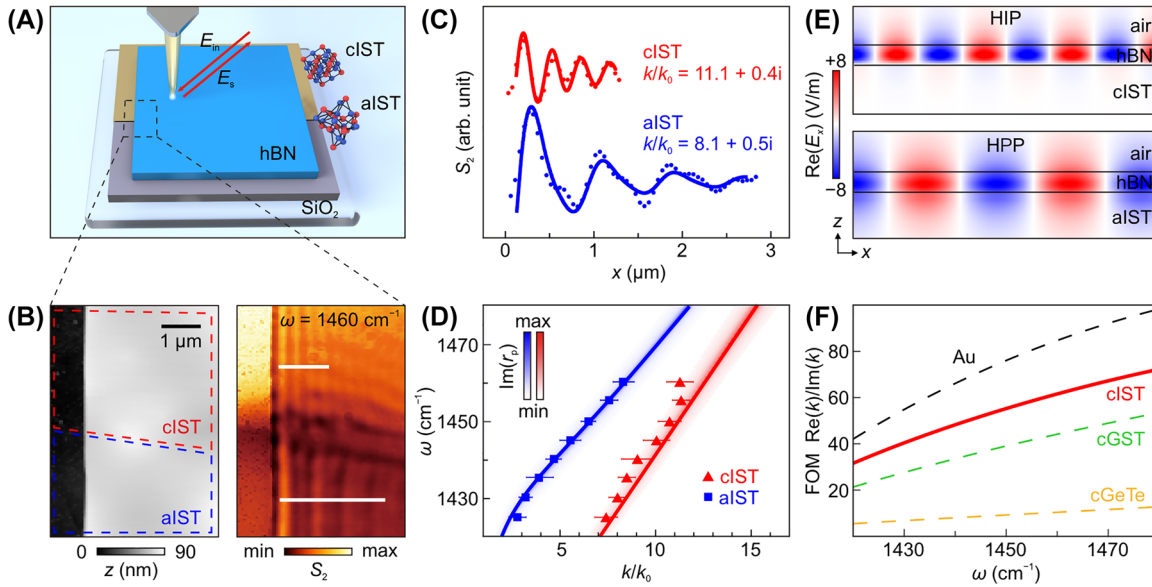 (A)
E_in
E_s
cIST
aIST
hBN
SiO₂
(B)
1 μm
cIST
aIST
0 90
z (nm)
ω = 1460 cm⁻¹
min max
S₂
(C)
cIST
k/k₀ = 11.1 + 0.4i
aIST
k/k₀ = 8.1 + 0.5i
S₂ (arb. unit)
0 1 2 3
x (μm)
(D)
max
Im(rₚ)
min
cIST
aIST
1470
1450
1430
ω (cm⁻¹)
5 10 15
k/k₀
(E)
HIP
air
hBN
cIST
+8
Re(Eₓ) (V/m)
−8
HPP
air
hBN
aIST
z
x
(F)
Au
cIST
cGST
cGeTe
80
60
40
20
FOM Re(k)/Im(k)
1430 1450 1470
ω (cm⁻¹)